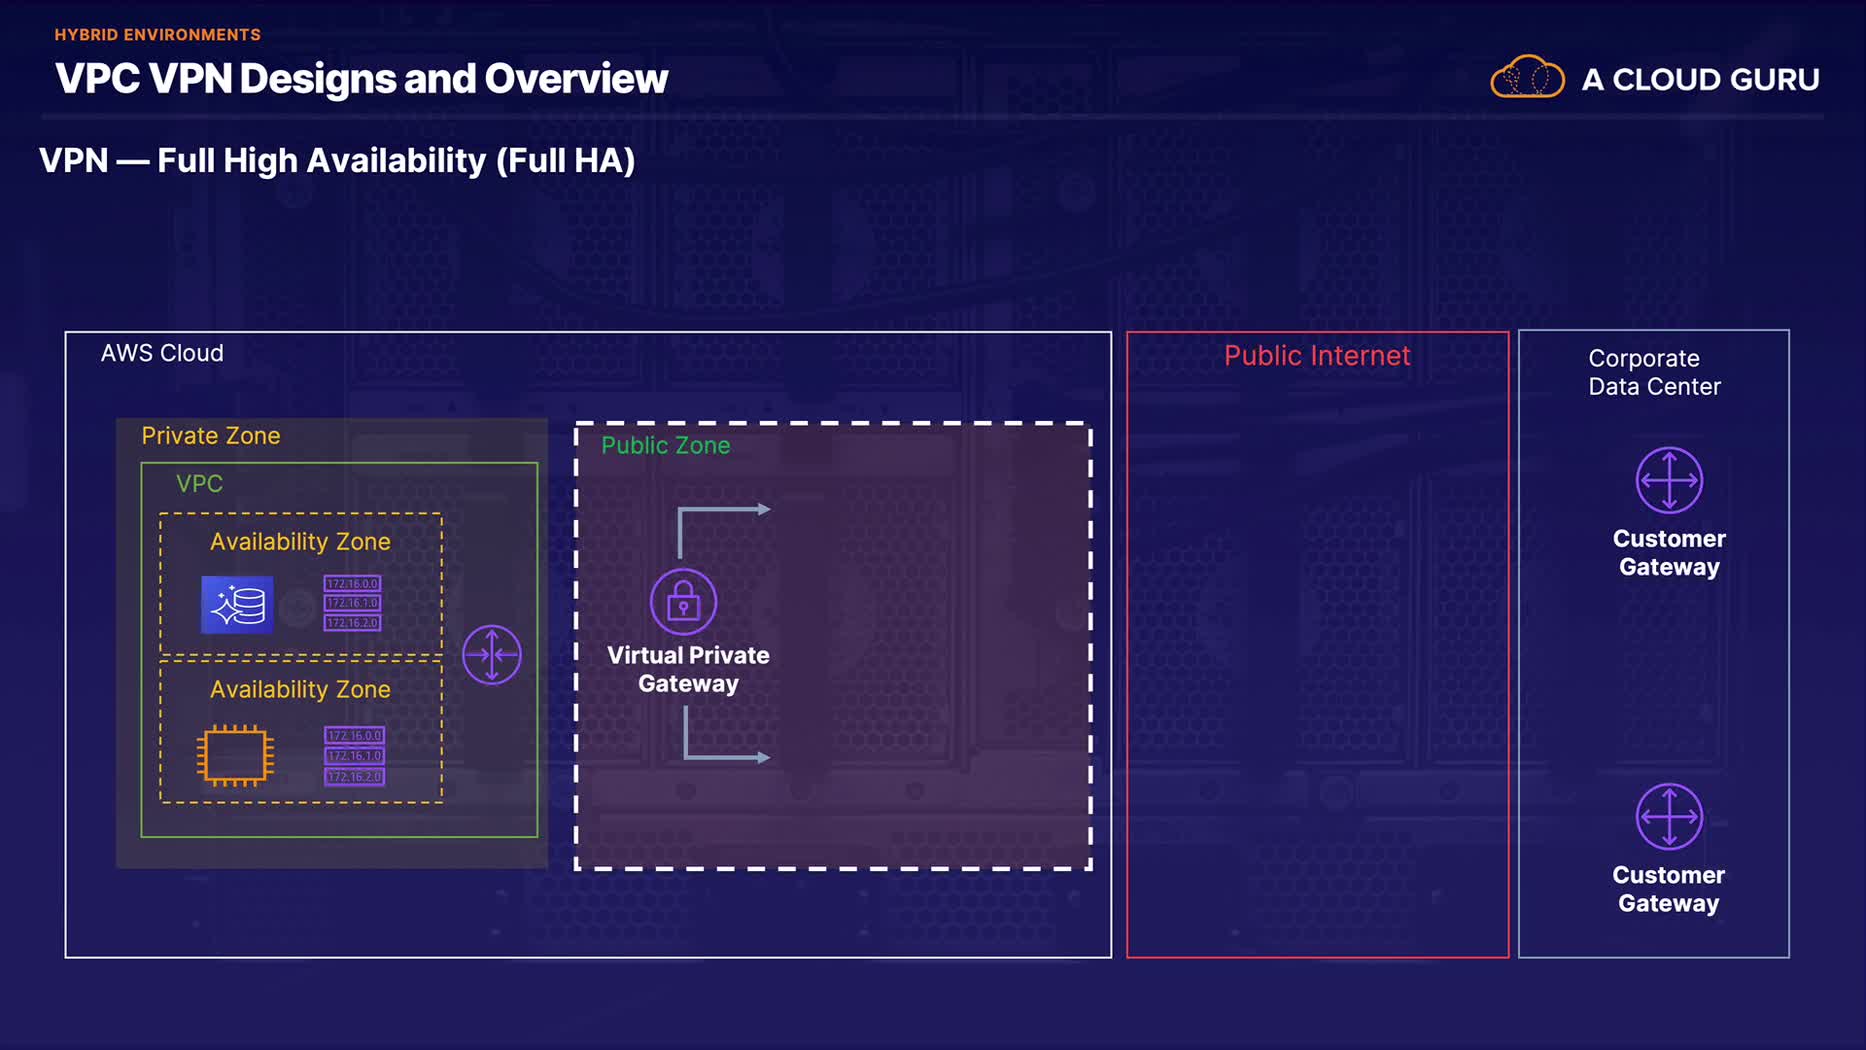 HYBRID ENVIRONMENTS
VPC VPN Designs and Overview
A CLOUD GURU
VPN — Full High Availability (Full HA)
AWS Cloud
Private Zone
VPC
Availability Zone
172.16.0.0
172.16.1.0
172.16.2.0
Availability Zone
172.16.0.0
172.16.1.0
172.16.2.0
Public Zone
Virtual Private
Gateway
Public Internet
Corporate
Data Center
Customer
Gateway
Customer
Gateway